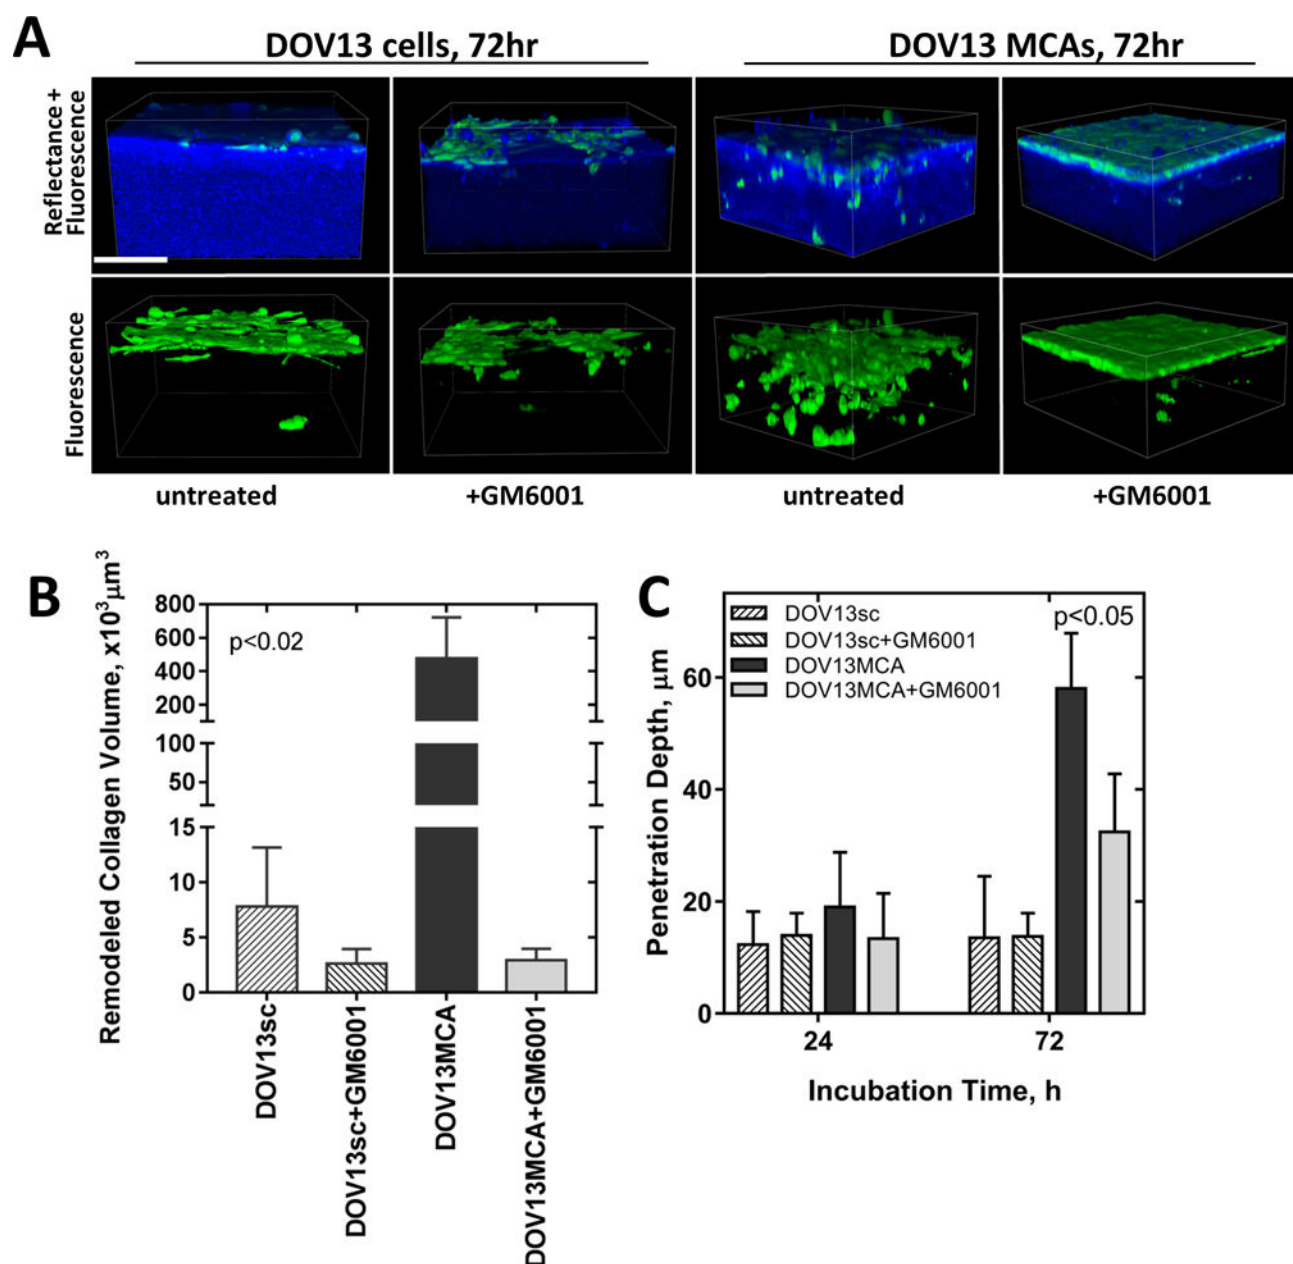 A
DOV13 cells, 72hr
DOV13 MCAs, 72hr
Reflectance +
Fluorescence
Fluorescence
untreated
+GM6001
untreated
+GM6001
B
Remodeled Collagen Volume, x10³μm³
800
600
400
200
100
50
15
10
5
0
p<0.02
DOV13sc
DOV13sc+GM6001
DOV13MCA
DOV13MCA+GM6001
C
Penetration Depth, μm
60
40
20
0
DOV13sc
DOV13sc+GM6001
DOV13MCA
DOV13MCA+GM6001
p<0.05
24
72
Incubation Time, h